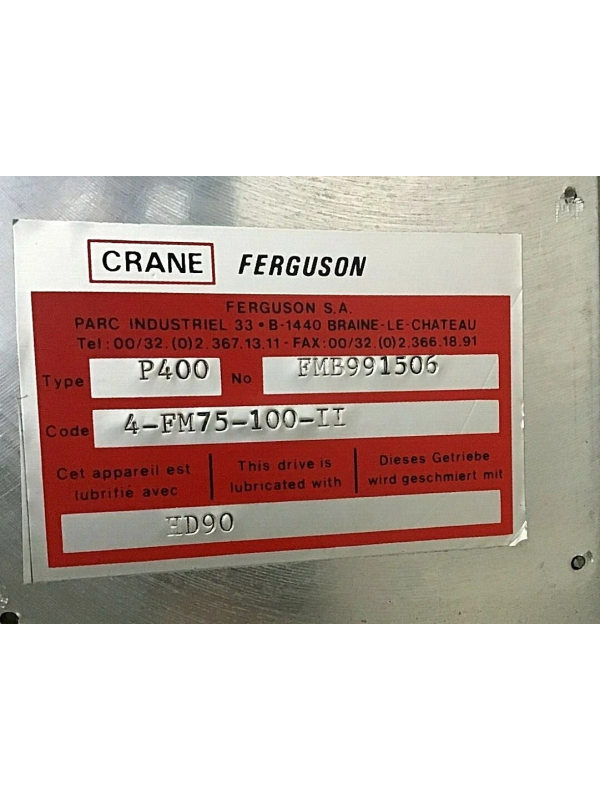 CRANE FERGUSON
FERGUSON S.A.
PARC INDUSTRIEL 33 • B-1440 BRAINE-LE-CHATEAU
Tel: 00/32.(0)2.367.13.11 - FAX: 00/32.(0)2.366.18.91
Type P400 No FMB991506
Code 4-FM75-100-II
Cet appareil est lubrifié avec
This drive is lubricated with
Dieses Getriebe wird geschmiert mit
HD90